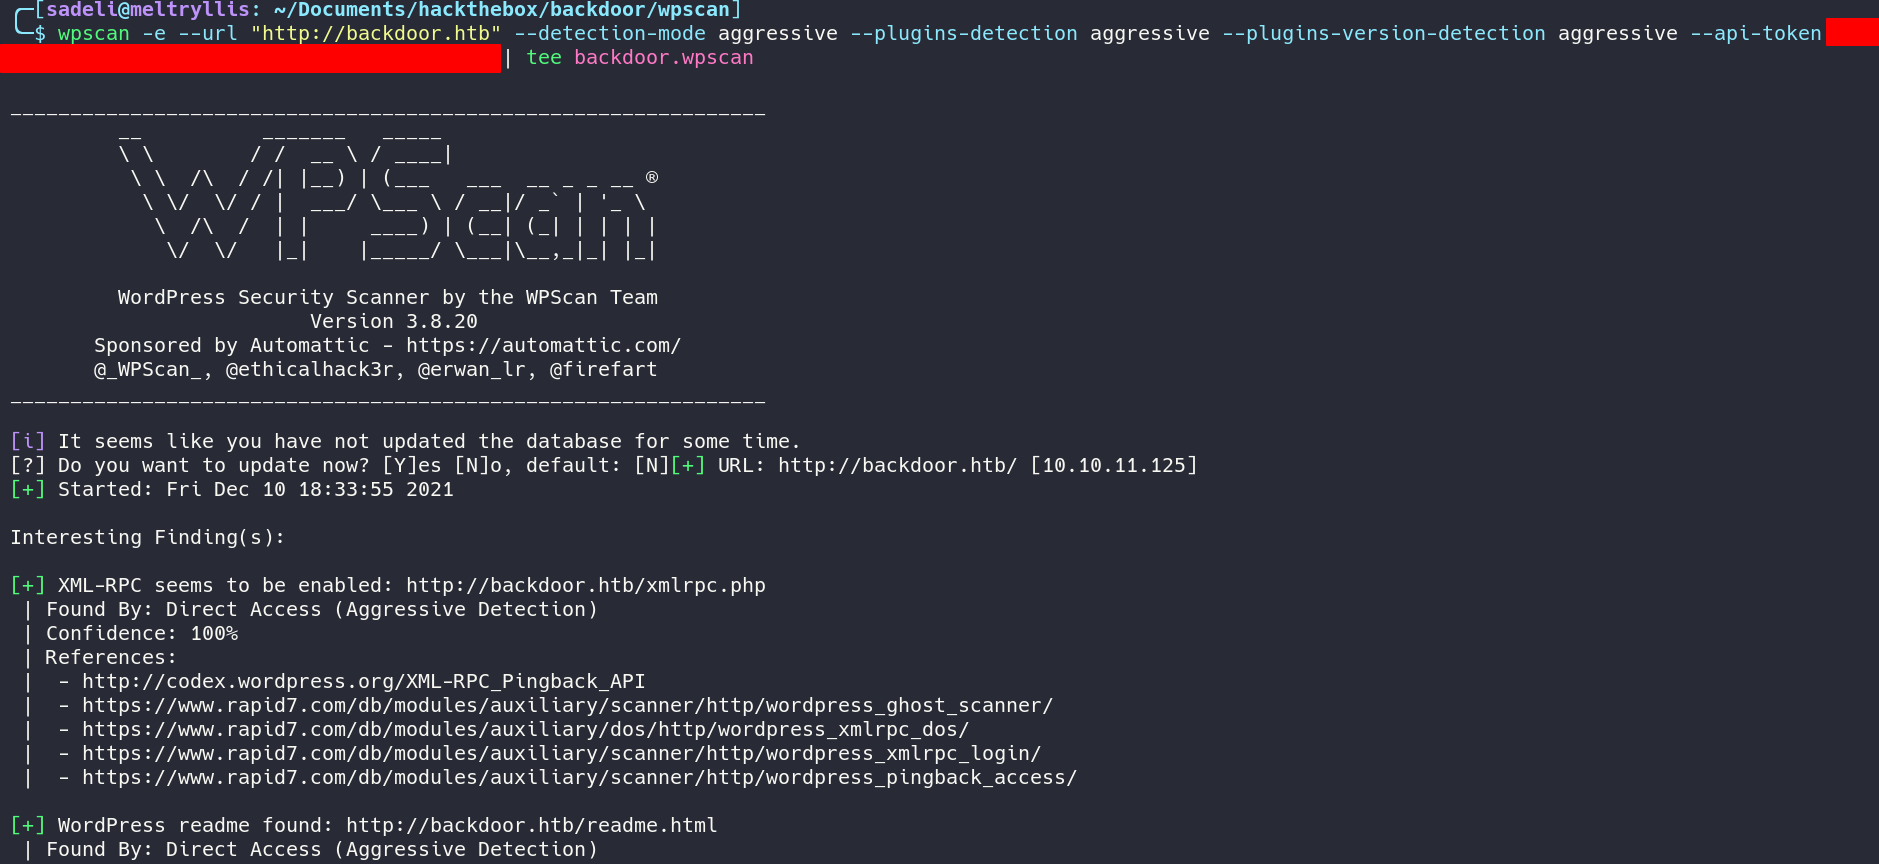 [sadeli@meltryllis: ~/Documents/hackthebox/backdoor/wpscan]
$ wpscan -e --url "http://backdoor.htb" --detection-mode aggressive --plugins-detection aggressive --plugins-version-detection aggressive --api-token
| tee backdoor.wpscan
_______________________________________________________________
         __          _______   _____
         \ \        / /  __ \ / ____|
          \ \  /\  / /| |__) | (___   ___  __ _ _ __ ®
           \ \/  \/ / |  ___/ \___ \ / __|/ _` | '_ \
            \  /\  /  | |     ____) | (__| (_| | | | |
             \/  \/   |_|    |_____/ \___|\__,_|_| |_|
WordPress Security Scanner by the WPScan Team
Version 3.8.20
Sponsored by Automattic - https://automattic.com/
@_WPScan_, @ethicalhack3r, @erwan_lr, @firefart
_______________________________________________________________
[i] It seems like you have not updated the database for some time.
[?] Do you want to update now? [Y]es [N]o, default: [N][+] URL: http://backdoor.htb/ [10.10.11.125]
[+] Started: Fri Dec 10 18:33:55 2021
Interesting Finding(s):
[+] XML-RPC seems to be enabled: http://backdoor.htb/xmlrpc.php
| Found By: Direct Access (Aggressive Detection)
| Confidence: 100%
| References:
|  - http://codex.wordpress.org/XML-RPC_Pingback_API
|  - https://www.rapid7.com/db/modules/auxiliary/scanner/http/wordpress_ghost_scanner/
|  - https://www.rapid7.com/db/modules/auxiliary/dos/http/wordpress_xmlrpc_dos/
|  - https://www.rapid7.com/db/modules/auxiliary/scanner/http/wordpress_xmlrpc_login/
|  - https://www.rapid7.com/db/modules/auxiliary/scanner/http/wordpress_pingback_access/
[+] WordPress readme found: http://backdoor.htb/readme.html
| Found By: Direct Access (Aggressive Detection)